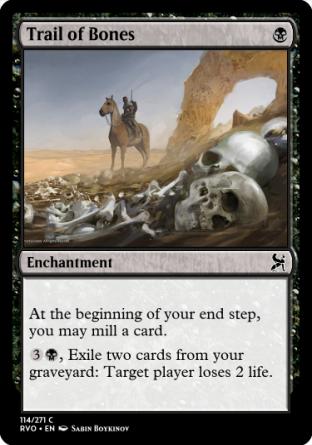 Trail of Bones
Enchantment
At the beginning of your end step,
you may mill a card.
3, Exile two cards from your
graveyard: Target player loses 2 life.
114/271 C
RVO • EN Sabin Boykinov